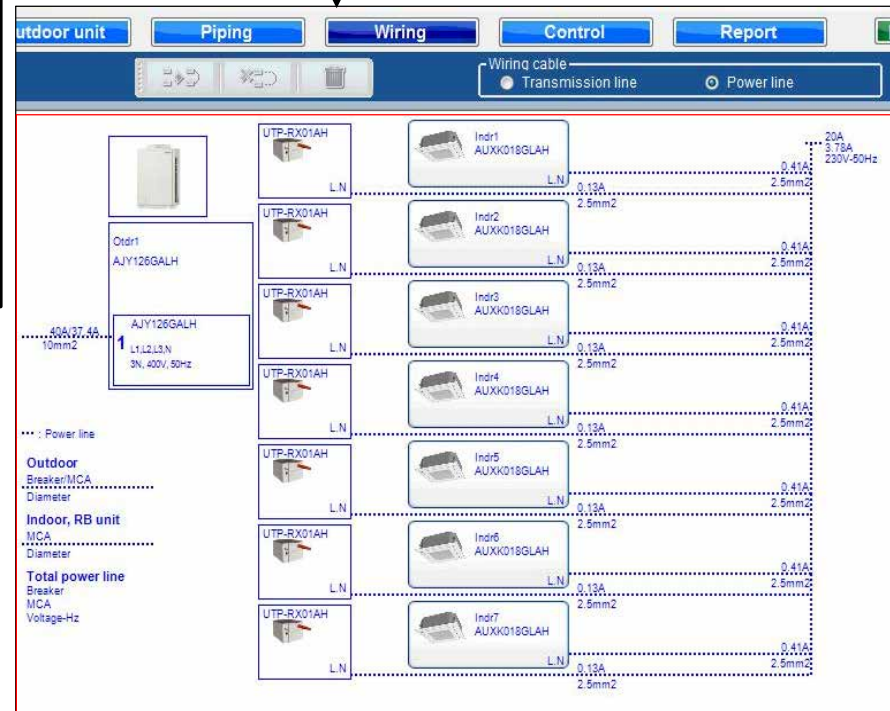 utdoor unit Piping Wiring Control Report
Wiring cable
Transmission line Power line
UTP-RX01AH
L.N
Indr1
AUXK018GLAH
L.N
0.41A
2.5mm2
0.13A
2.5mm2
20A
3.78A
230V-50Hz
UTP-RX01AH
L.N
Indr2
AUXK018GLAH
L.N
0.41A
2.5mm2
0.13A
2.5mm2
Otdr1
AJY126GALH
UTP-RX01AH
L.N
Indr3
AUXK018GLAH
L.N
0.41A
2.5mm2
0.13A
2.5mm2
40A/37.4A
10mm2
AJY126GALH
1 L1,L2,L3,N
3N, 400V, 50Hz
UTP-RX01AH
L.N
Indr4
AUXK018GLAH
L.N
0.41A
2.5mm2
0.13A
2.5mm2
: Power line
UTP-RX01AH
L.N
Indr5
AUXK018GLAH
L.N
0.41A
2.5mm2
0.13A
2.5mm2
Outdoor
Breaker/MCA
Diameter
Indoor, RB unit
MCA
Diameter
UTP-RX01AH
L.N
Indr6
AUXK018GLAH
L.N
0.41A
2.5mm2
0.13A
2.5mm2
Total power line
Breaker
MCA
Voltage-Hz
UTP-RX01AH
L.N
Indr7
AUXK018GLAH
L.N
0.41A
2.5mm2
0.13A
2.5mm2